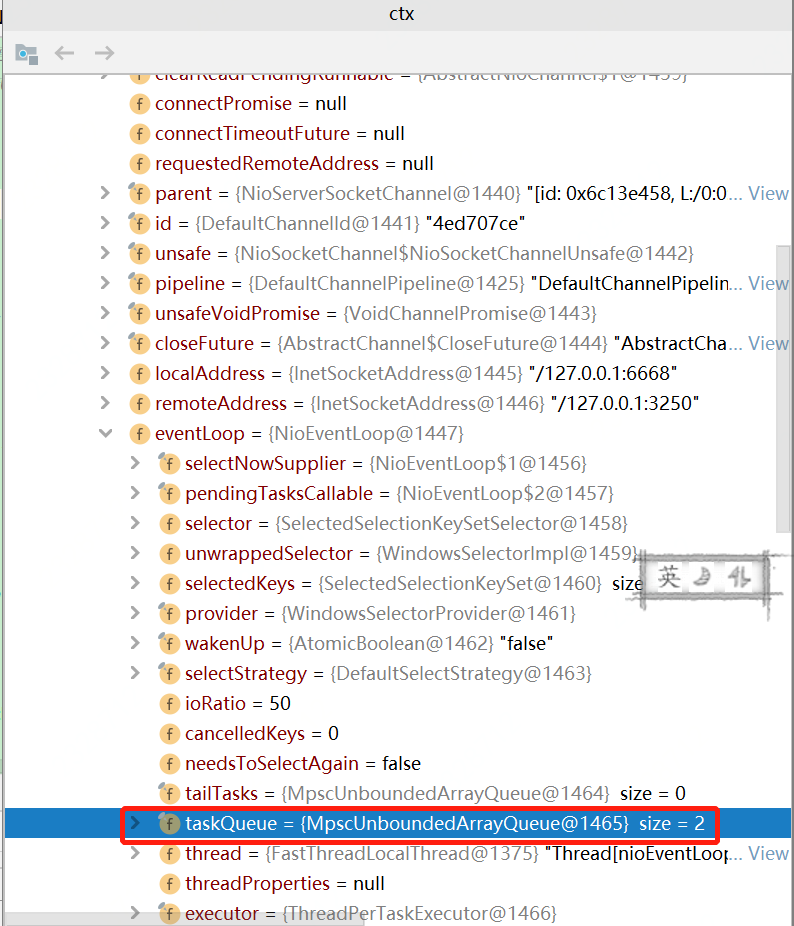 ctx
connectPromise = null
connectTimeoutFuture = null
requestedRemoteAddress = null
parent = {NioServerSocketChannel@1440} "[id: 0x6c13e458, L:/0:0... View
id = {DefaultChannelId@1441} "4ed707ce"
unsafe = {NioSocketChannel$NioSocketChannelUnsafe@1442}
pipeline = {DefaultChannelPipeline@1425} "DefaultChannelPipelin... View
unsafeVoidPromise = {VoidChannelPromise@1443}
closeFuture = {AbstractChannel$CloseFuture@1444} "AbstractCha... View
localAddress = {InetSocketAddress@1445} "/127.0.0.1:6668"
remoteAddress = {InetSocketAddress@1446} "/127.0.0.1:3250"
eventLoop = {NioEventLoop@1447}
selectNowSupplier = {NioEventLoop$1@1456}
pendingTasksCallable = {NioEventLoop$2@1457}
selector = {SelectedSelectionKeySetSelector@1458}
unwrappedSelector = {WindowsSelectorImpl@1459}
selectedKeys = {SelectedSelectionKeySet@1460} size
英
provider = {WindowsSelectorProvider@1461}
wakenUp = {AtomicBoolean@1462} "false"
selectStrategy = {DefaultSelectStrategy@1463}
ioRatio = 50
cancelledKeys = 0
needsToSelectAgain = false
tailTasks = {MpscUnboundedArrayQueue@1464} size = 0
taskQueue = {MpscUnboundedArrayQueue@1465} size = 2
thread = {FastThreadLocalThread@1375} "Thread[nioEventLoop... View
threadProperties = null
executor = {ThreadPerTaskExecutor@1466}